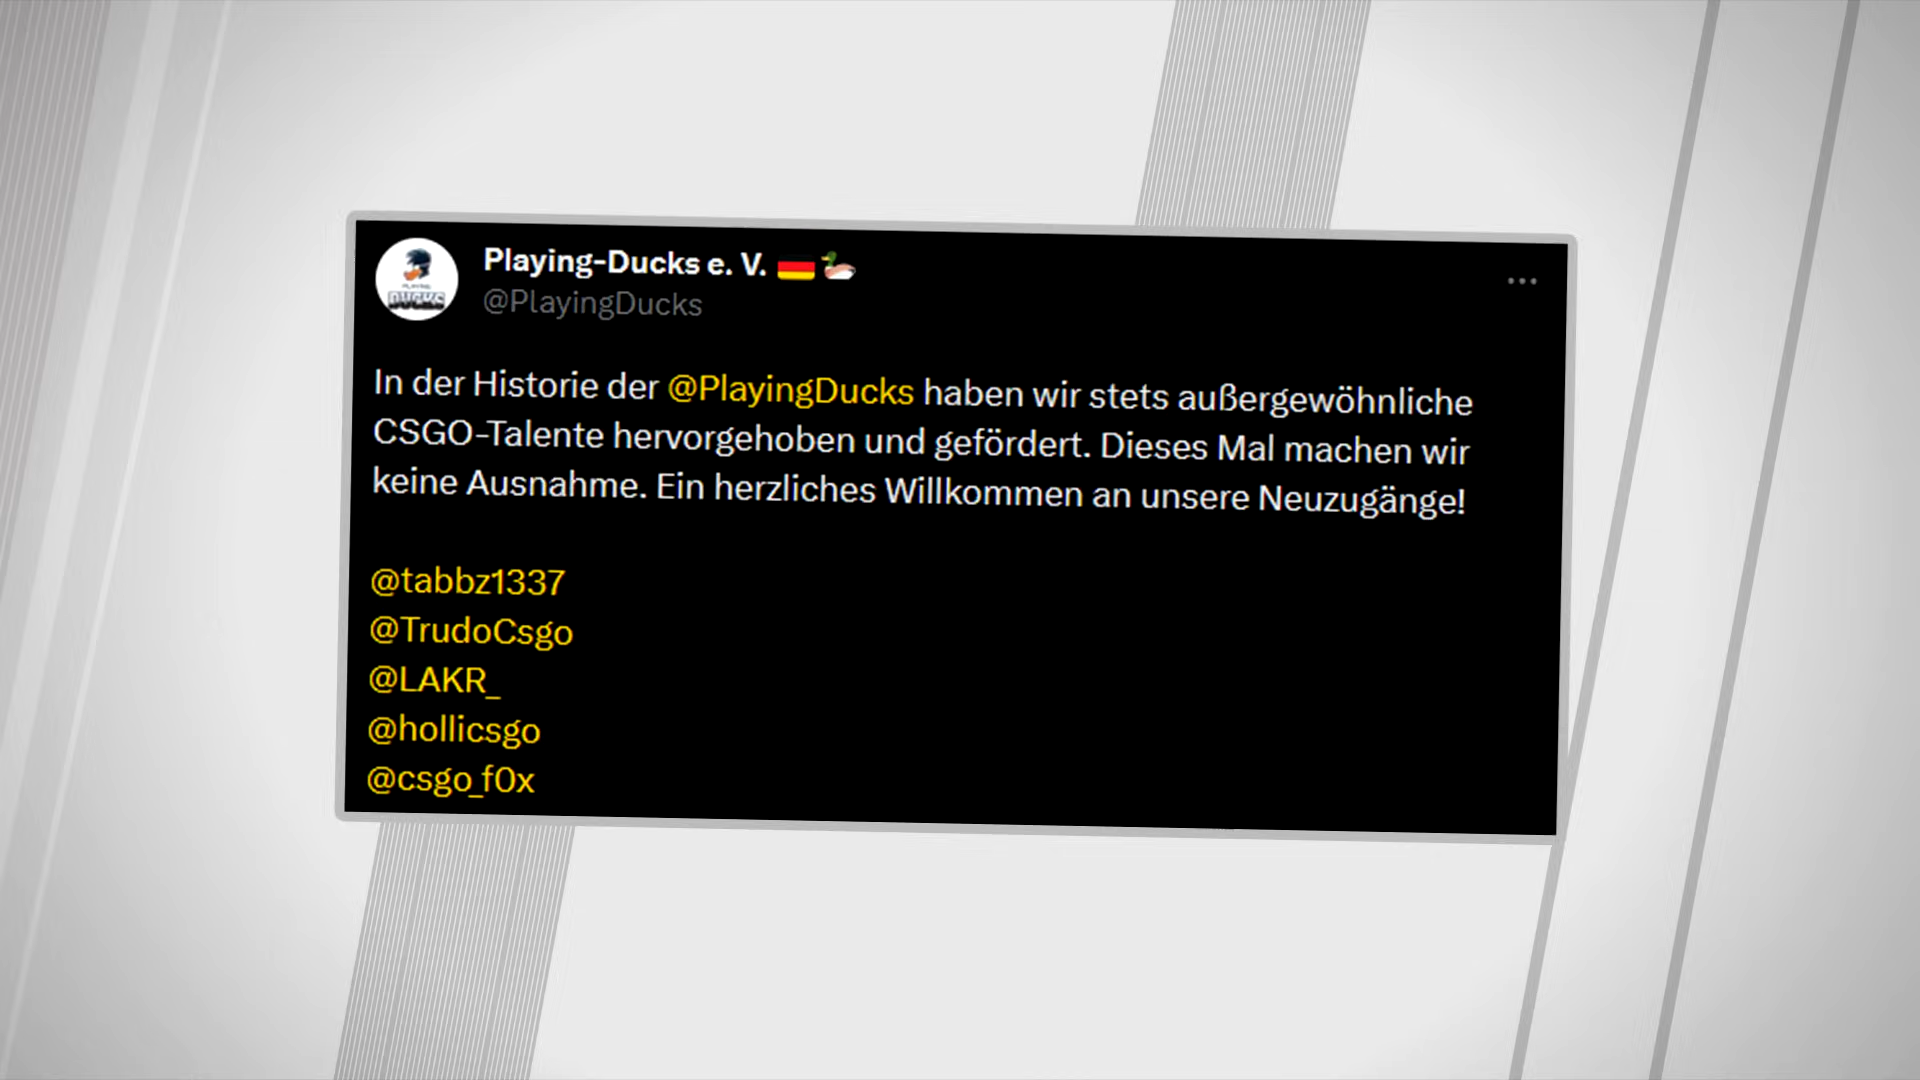 Playing-Ducks e. V. 🇩🇪🦆
@PlayingDucks
In der Historie der @PlayingDucks haben wir stets außergewöhnliche
CSGO-Talente hervorgehoben und gefördert. Dieses Mal machen wir
keine Ausnahme. Ein herzliches Willkommen an unsere Neuzugänge!
@tabbz1337
@TrudoCsgo
@LAKR_
@hollicsgo
@csgo_f0x
DUCKS